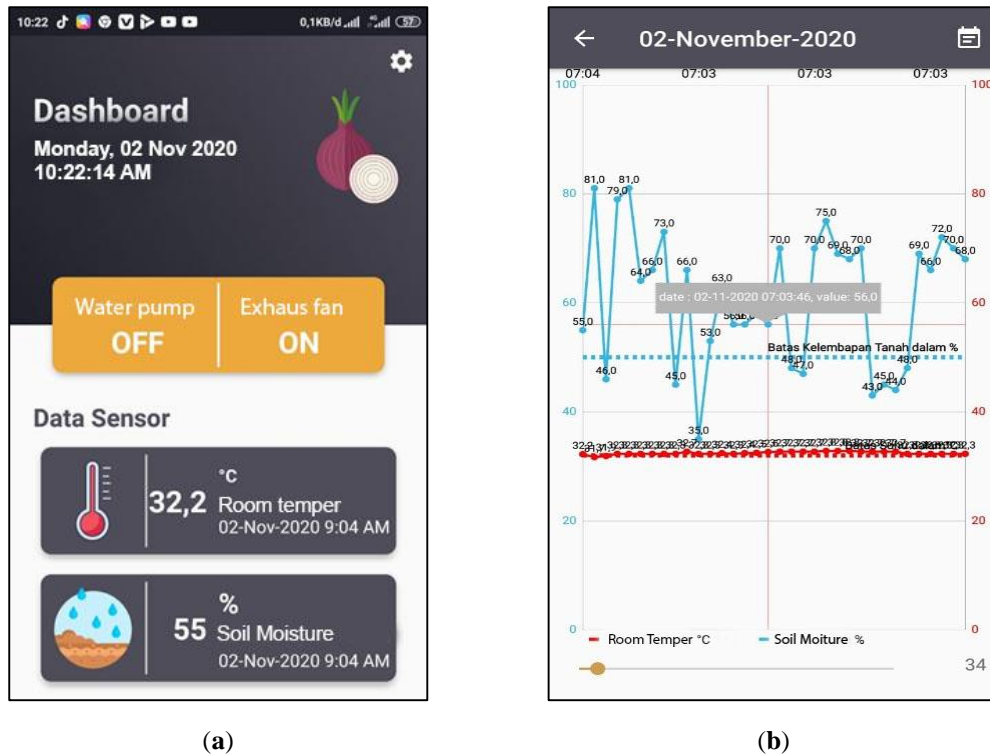 10:22 0,1KB/d 57
Dashboard
Monday, 02 Nov 2020
10:22:14 AM
Water pump
OFF
Exhaus fan
ON
Data Sensor
°C
32,2 Room temper
02-Nov-2020 9:04 AM
%
55 Soil Moisture
02-Nov-2020 9:04 AM
(a)
02-November-2020
07:04 07:03 07:03 07:03
100 100
81,0 81,0
79,0
80 80
75,0
73,0
72,0
70,0 70,0 70,0 70,0
69,0 68,0 69,0 68,0
64,0 66,0 66,0 66,0
63,0
60 60
date : 02-11-2020 07:03:46, value: 56,0
55,0
53,0
Batas Kelembapan Tanah dalam %
46,0 45,0 48,0 47,0 43,0 45,0 44,0 48,0
40 40
35,0
20 20
0 0
Room Temper °C Soil Moiture %
34
(b)